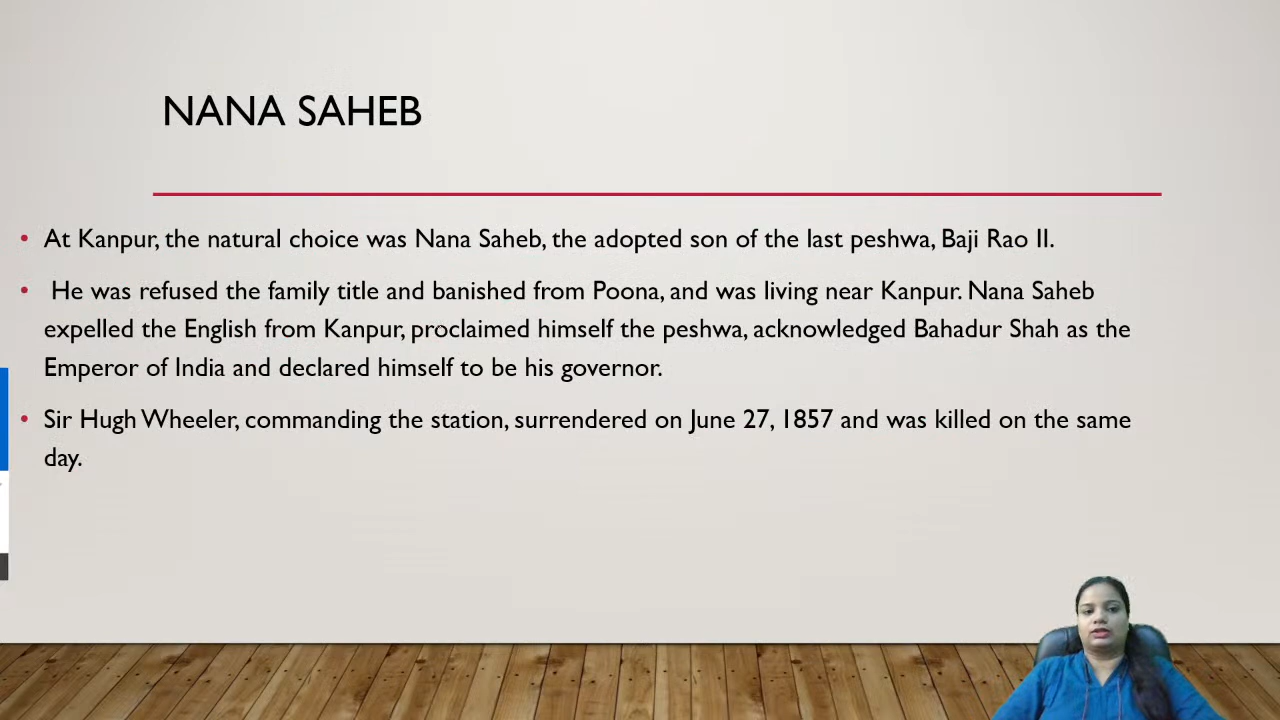 NANA SAHEB
• At Kanpur, the natural choice was Nana Saheb, the adopted son of the last peshwa, Baji Rao II.
• He was refused the family title and banished from Poona, and was living near Kanpur. Nana Saheb
expelled the English from Kanpur, proclaimed himself the peshwa, acknowledged Bahadur Shah as the
Emperor of India and declared himself to be his governor.
• Sir Hugh Wheeler, commanding the station, surrendered on June 27, 1857 and was killed on the same
day.